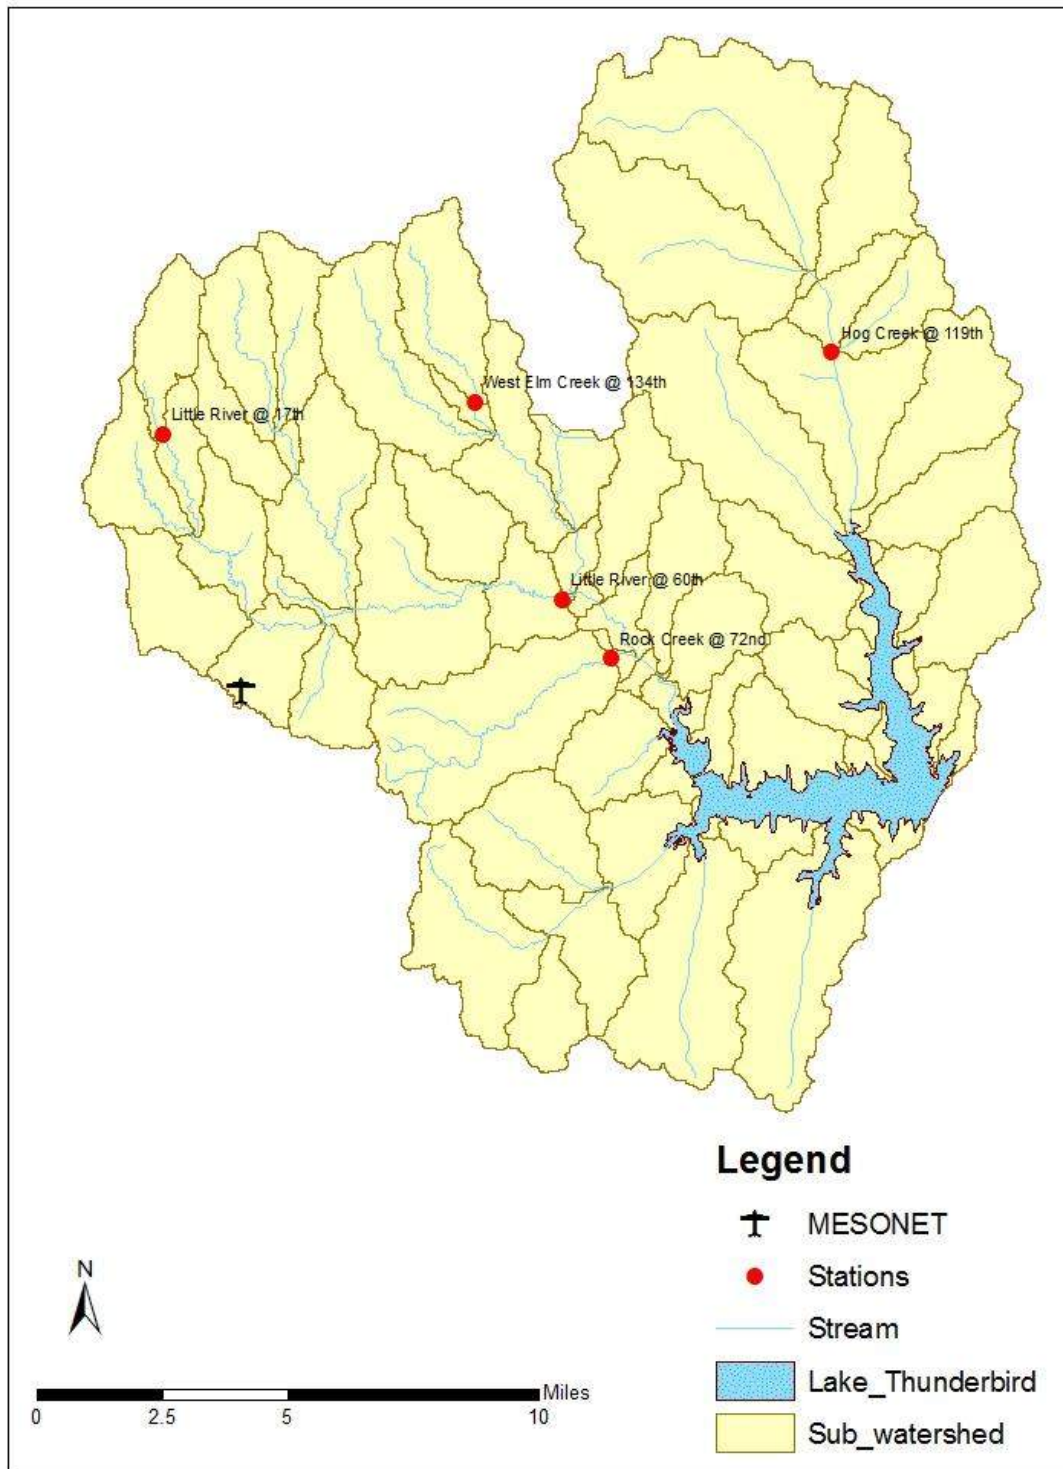 Hog Creek @ 119th
West Elm Creek @ 134th
Little River @ 17th
Little River @ 60th
Rock Creek @ 72nd
Legend
MESONET
Stations
Stream
Lake_Thunderbird
Sub_watershed
N
Miles
0 2.5 5 10